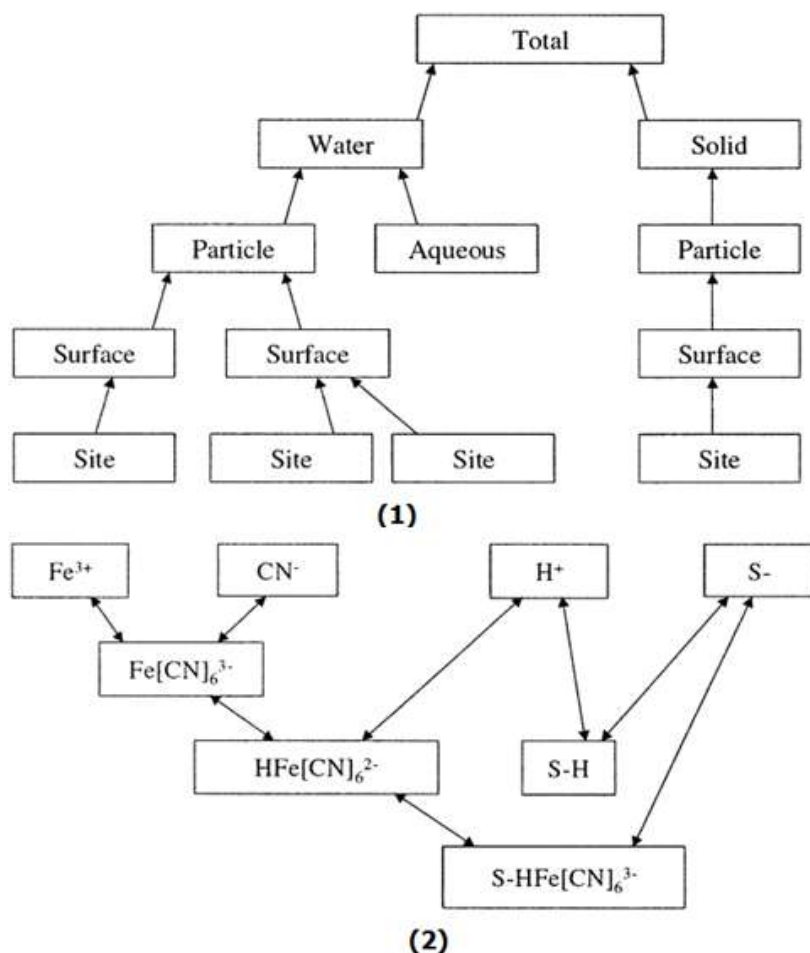 Total
Water Solid
Particle Aqueous Particle
Surface Surface Surface
Site Site Site Site
(1)
Fe³⁺ CN⁻ H⁺ S-
Fe[CN]₆³⁻
HFe[CN]₆²⁻ S-H
S-HFe[CN]₆³⁻
(2)